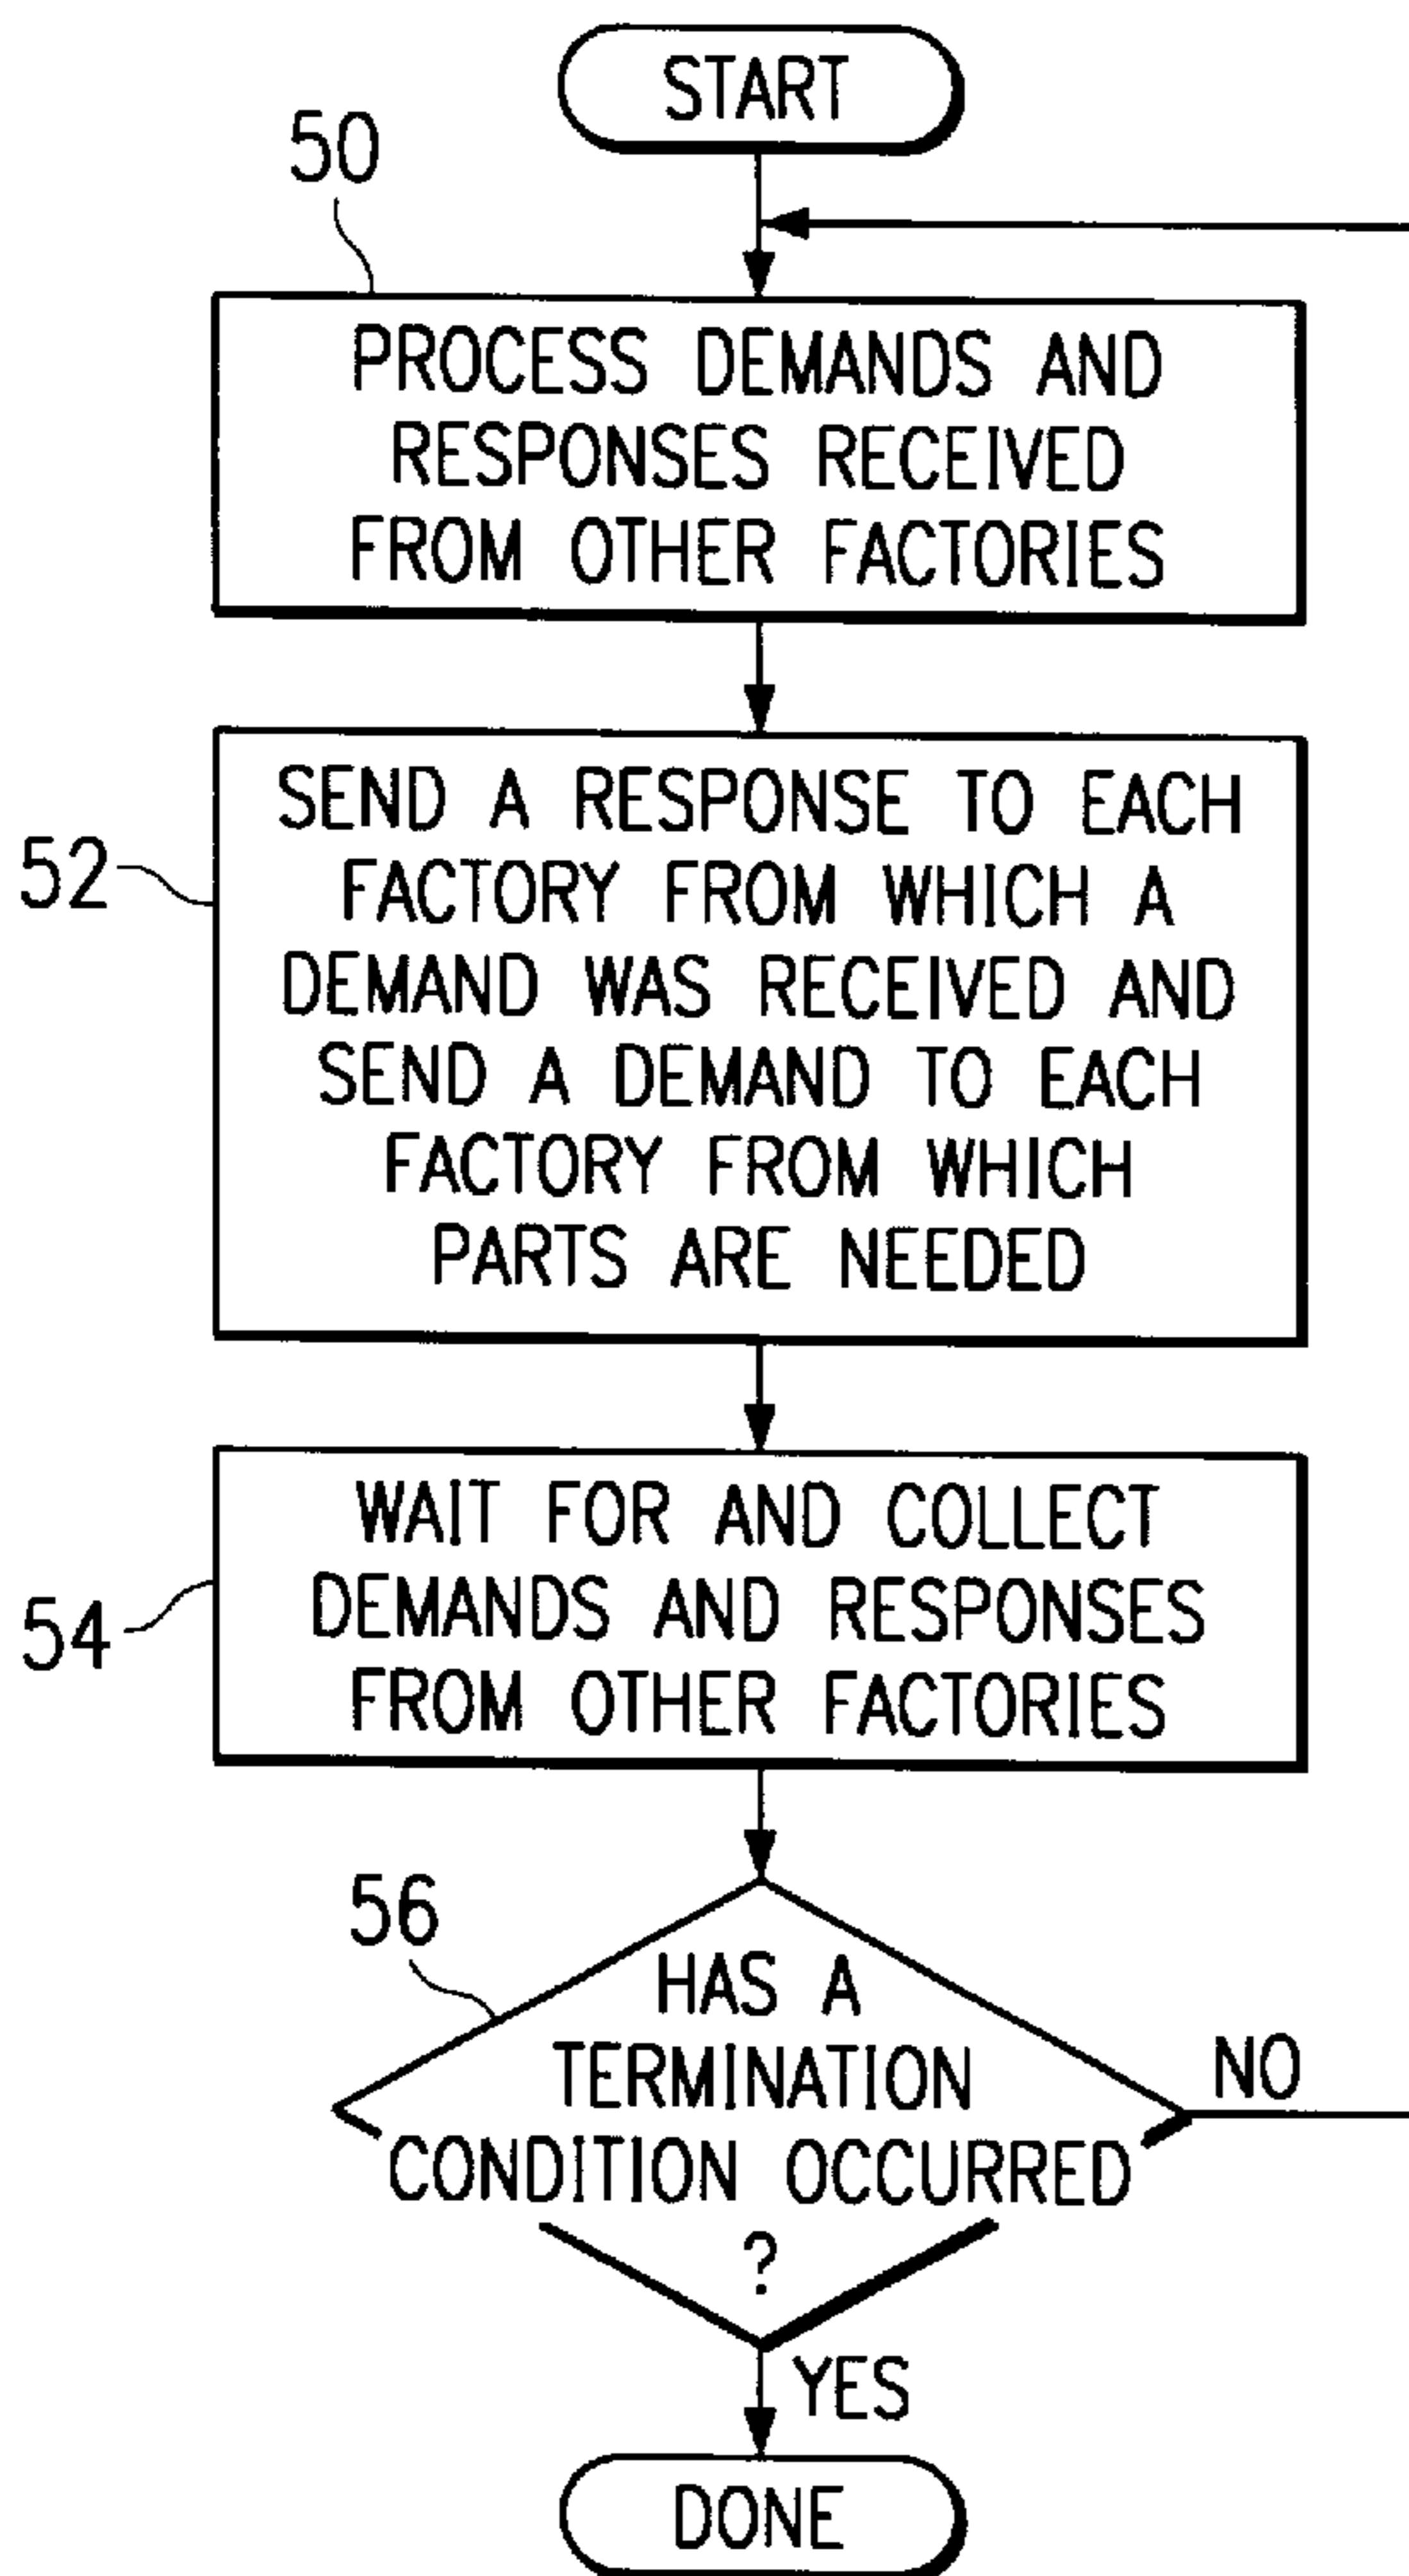 START
50
PROCESS DEMANDS AND
RESPONSES RECEIVED
FROM OTHER FACTORIES
52
SEND A RESPONSE TO EACH
FACTORY FROM WHICH A
DEMAND WAS RECEIVED AND
SEND A DEMAND TO EACH
FACTORY FROM WHICH
PARTS ARE NEEDED
54
WAIT FOR AND COLLECT
DEMANDS AND RESPONSES
FROM OTHER FACTORIES
56
HAS A
TERMINATION
CONDITION OCCURRED
?
NO
YES
DONE